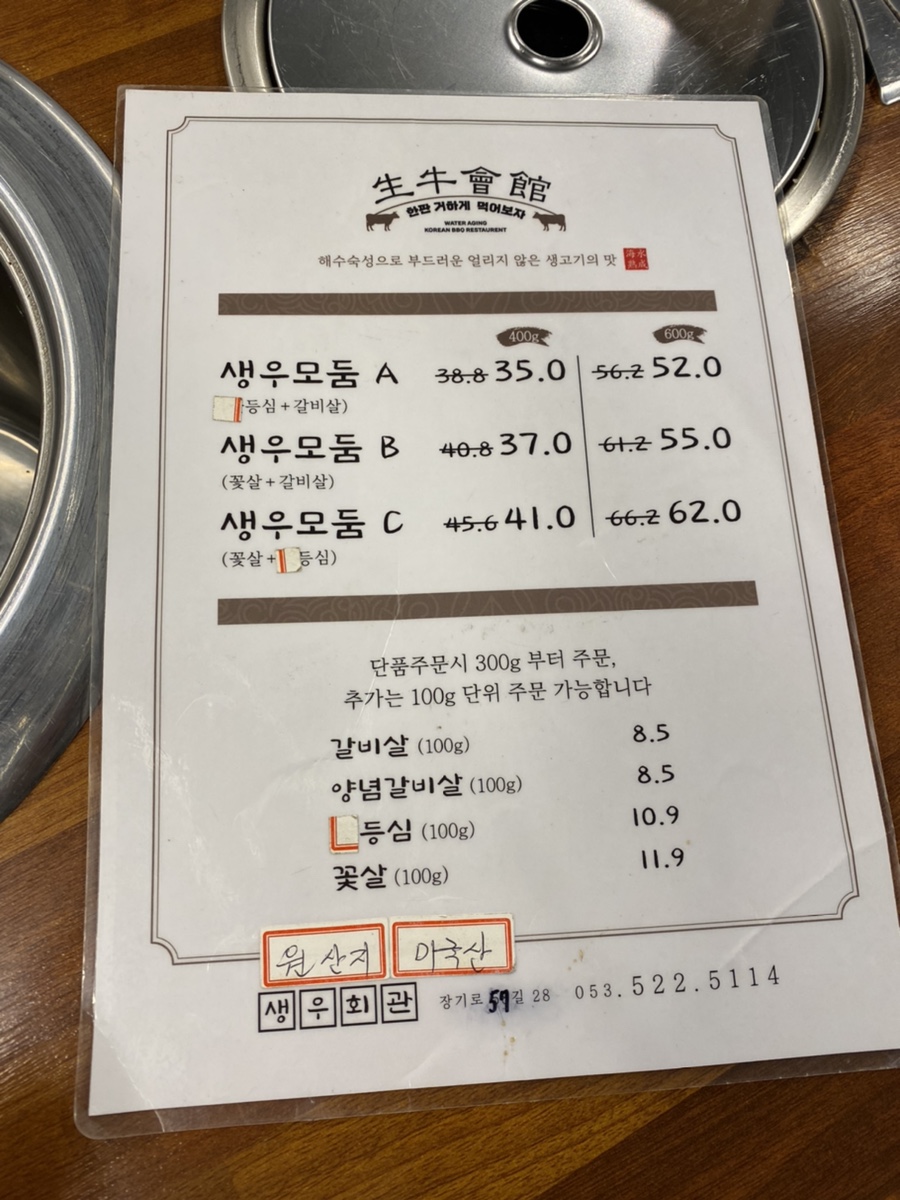 生牛會館
한판 거하게 먹어보자
WATER AGING
KOREAN BBQ RESTAURENT
해수숙성으로 부드러운 얼리지 않은 생고기의 맛 海水熟成
400g 600g
생우모둠 A 38.8 35.0 56.2 52.0
등심 + 갈비살)
생우모둠 B 40.8 37.0 61.2 55.0
(꽃살 + 갈비살)
생우모둠 C 45.6 41.0 66.2 62.0
(꽃살 + 등심)
단품주문시 300g 부터 주문,
추가는 100g 단위 주문 가능합니다
갈비살 (100g) 8.5
양념갈비살 (100g) 8.5
등심 (100g) 10.9
꽃살 (100g) 11.9
원산지 미국산
생우회관 장기로 59길 28 053.522.5114